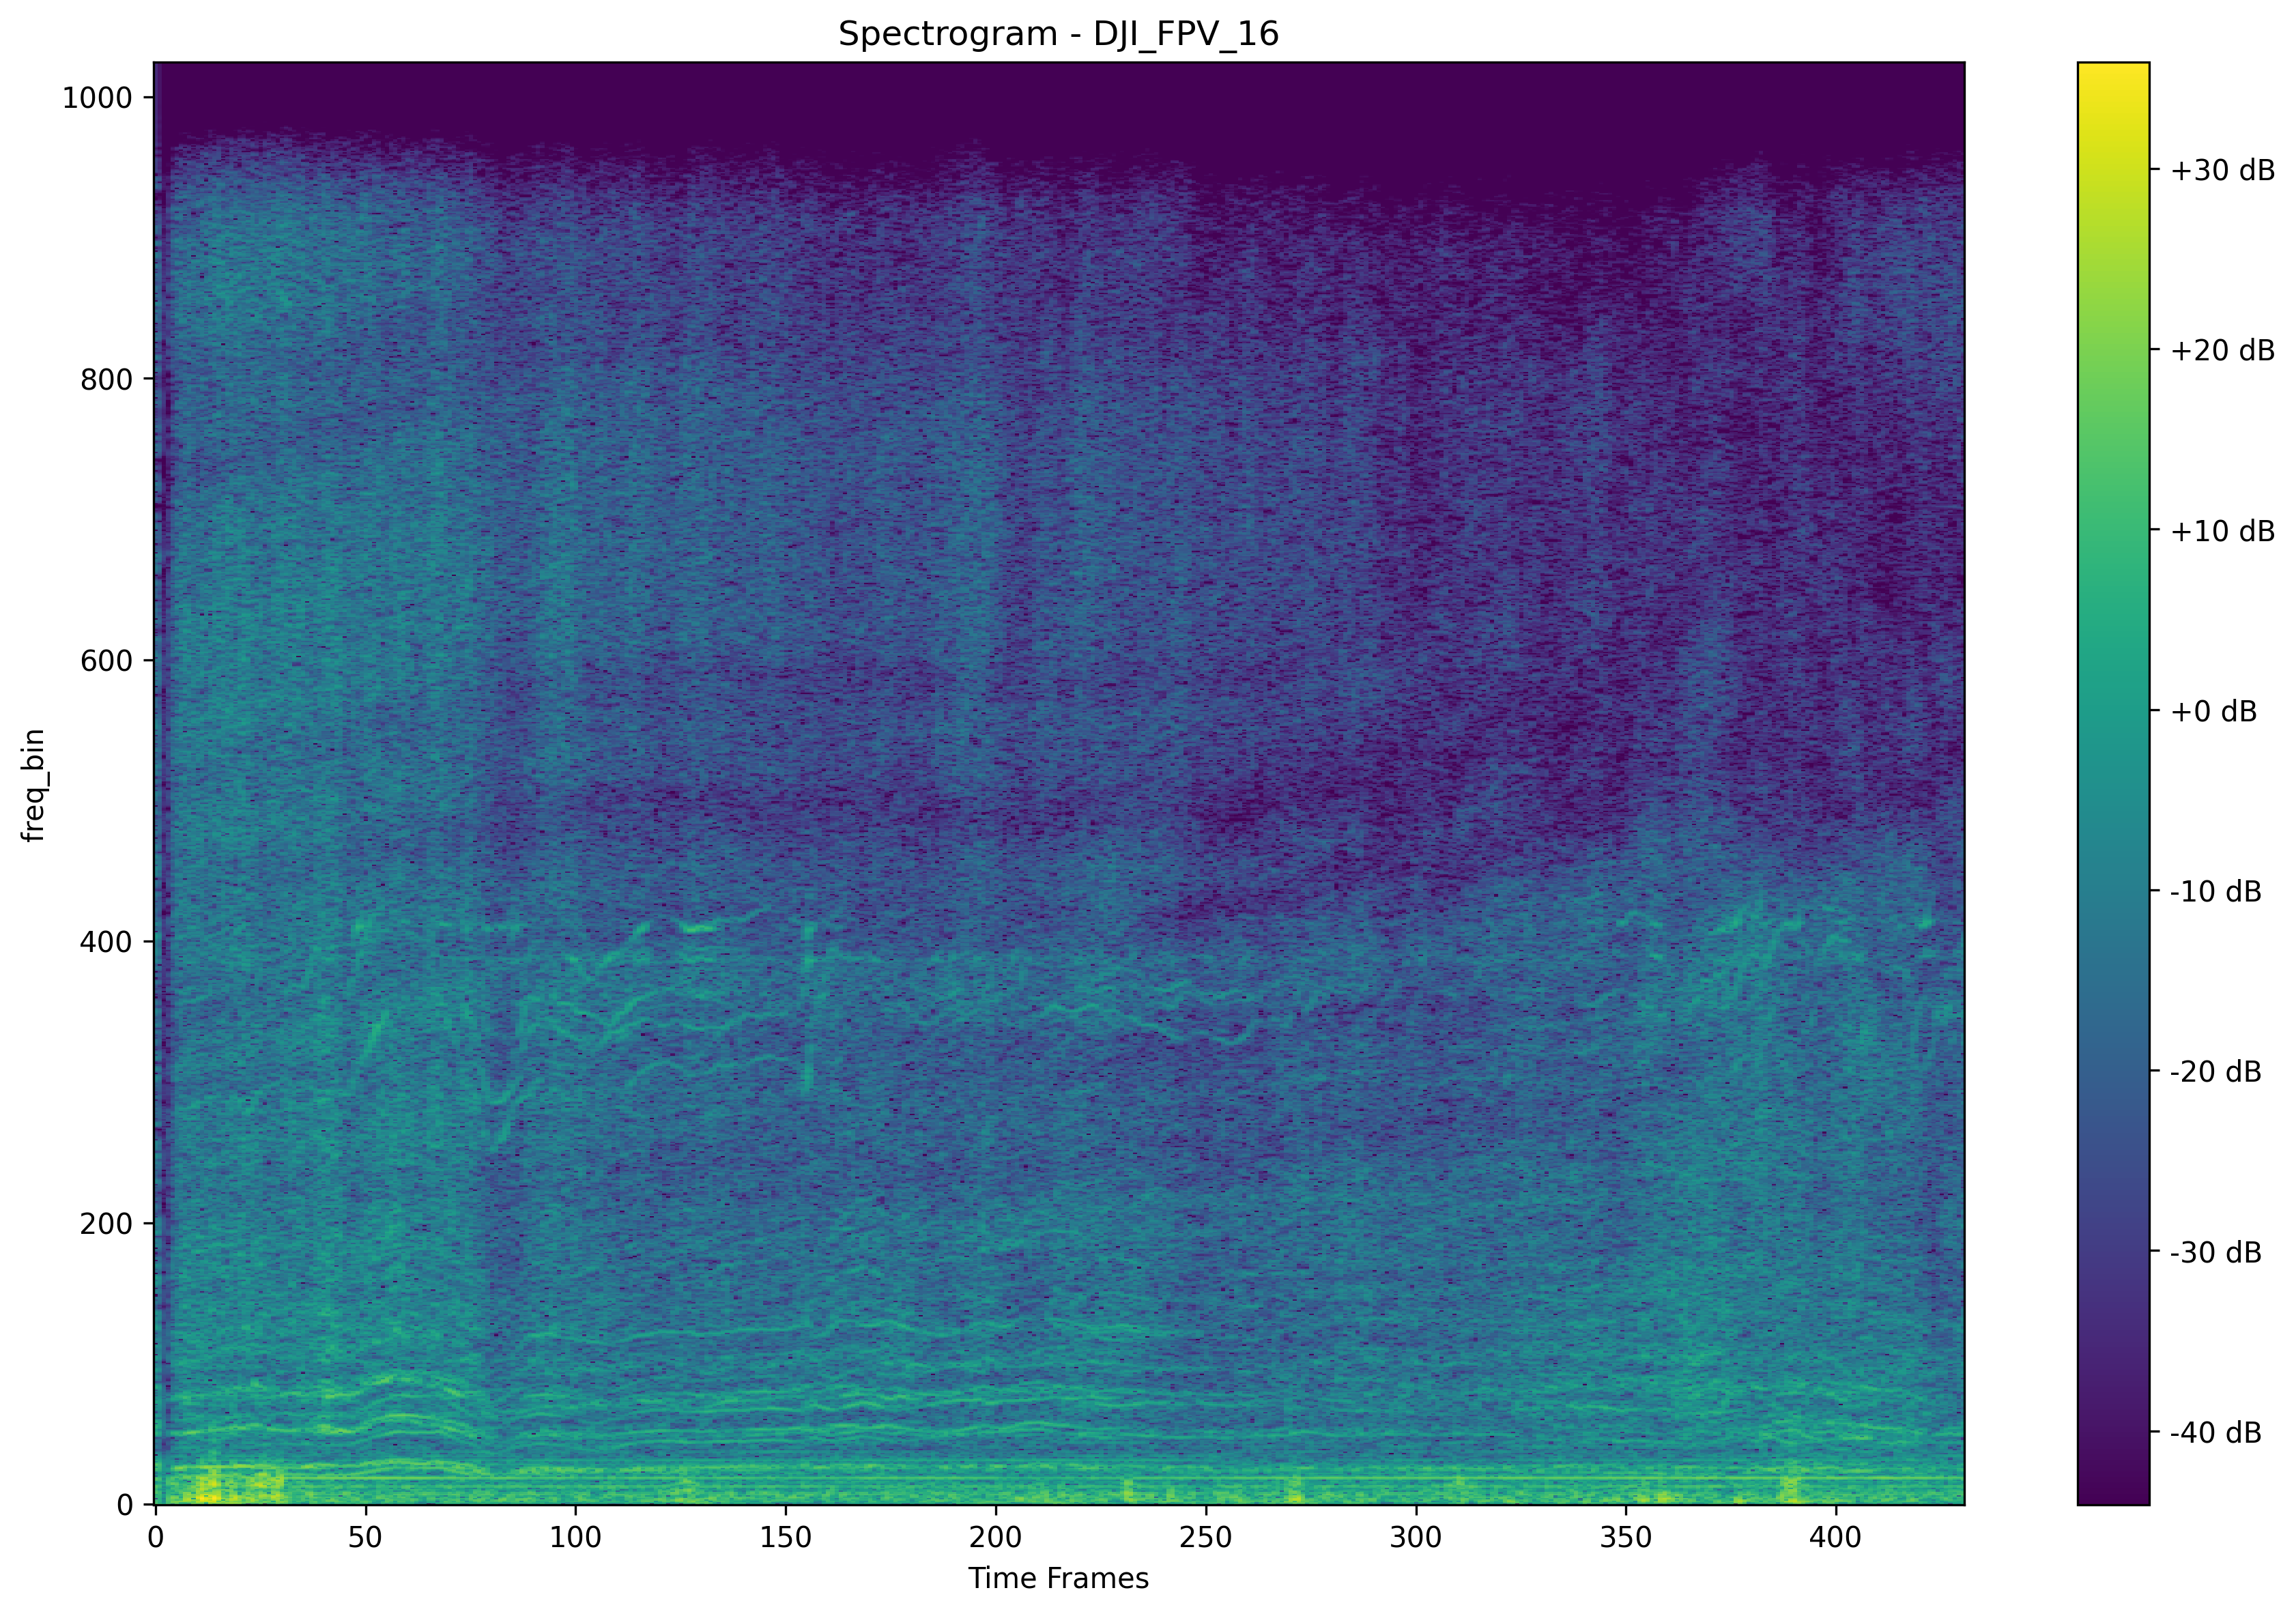 Spectrogram - DJI_FPV_16
1000
800
600
400
200
0
freq_bin
0 50 100 150 200 250 300 350 400
Time Frames
+30 dB
+20 dB
+10 dB
+0 dB
-10 dB
-20 dB
-30 dB
-40 dB